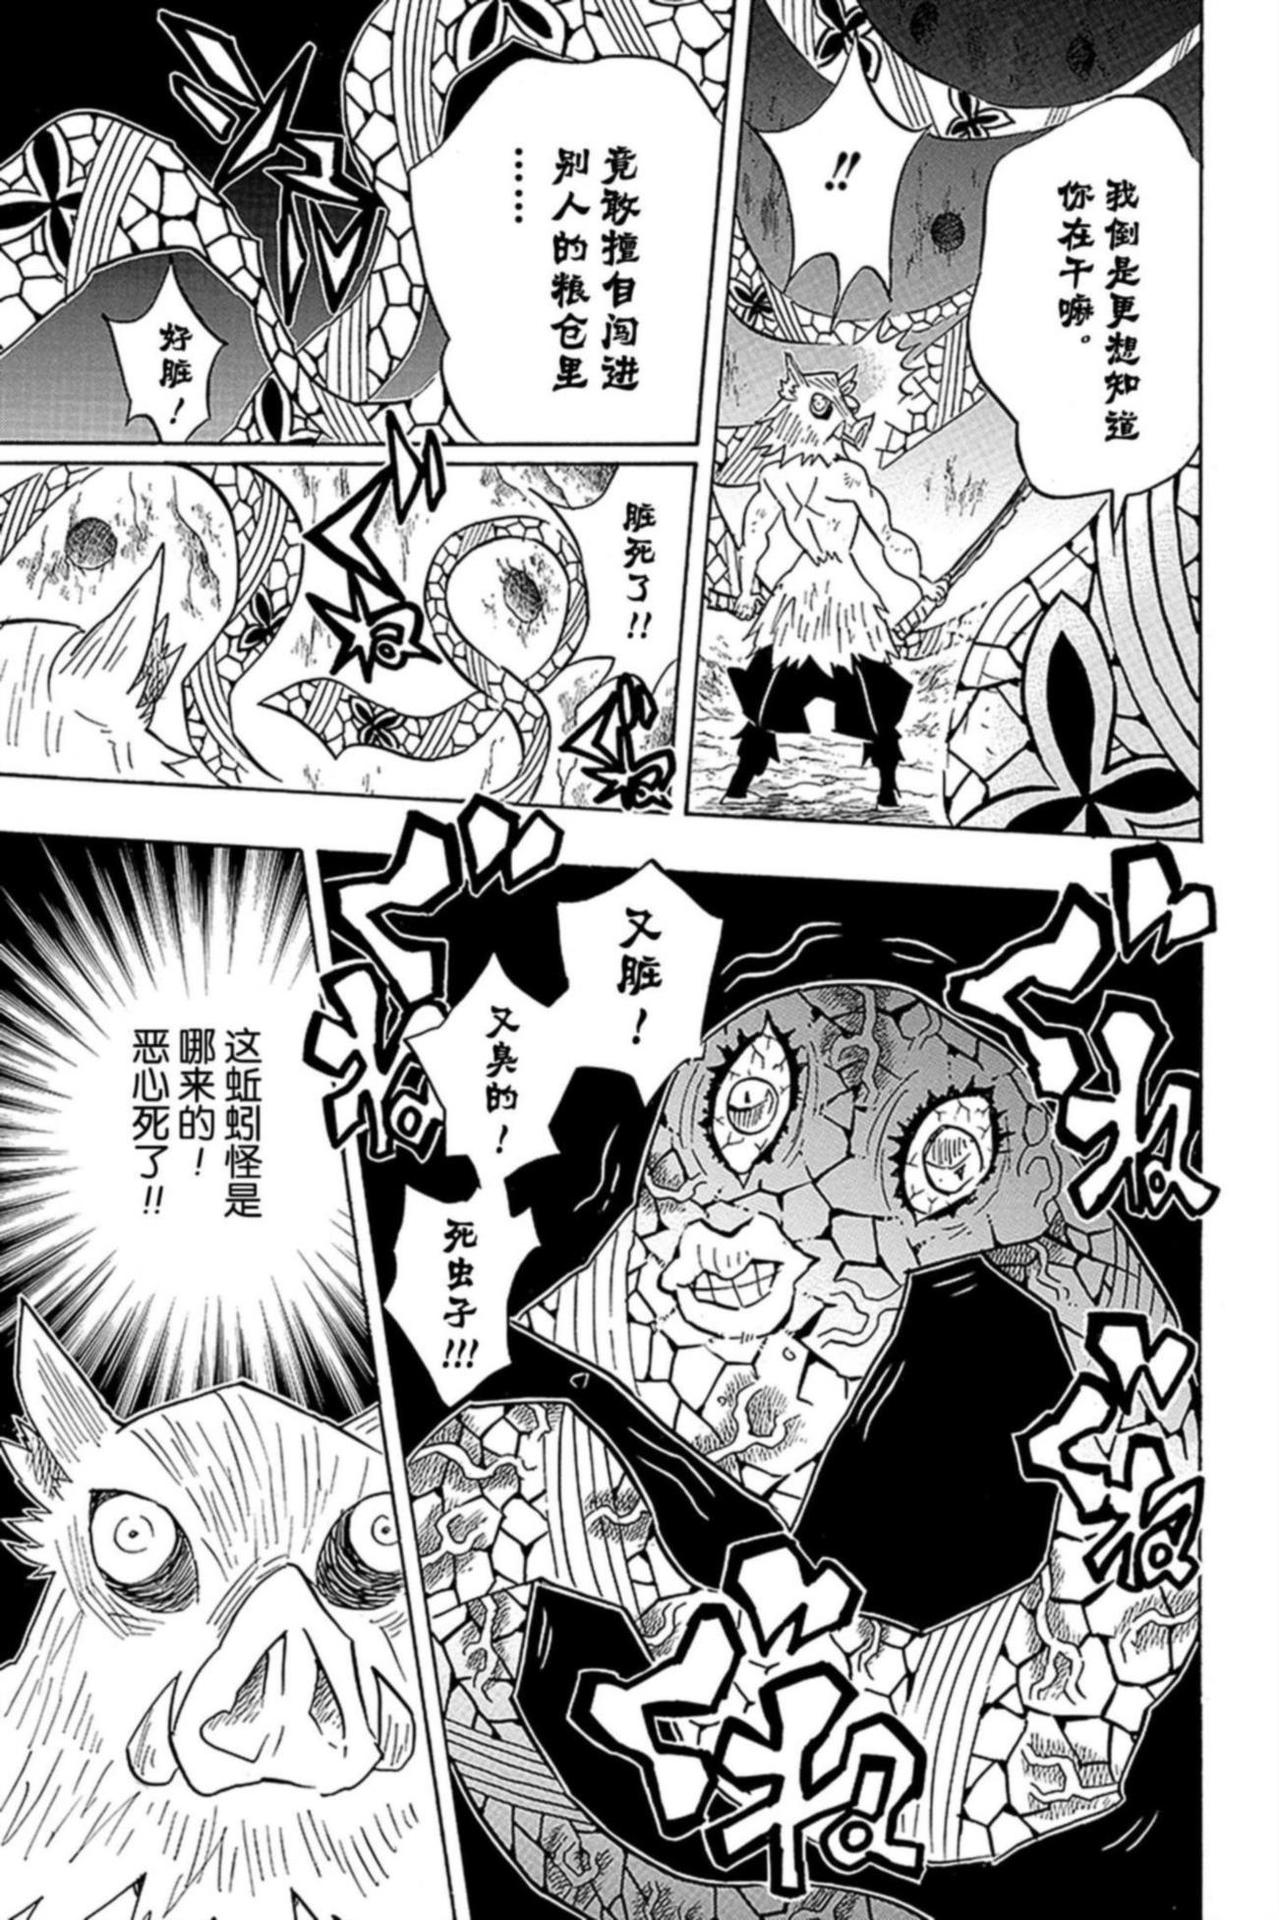 我倒是更想知道
你在干嘛。
!!
竟敢擅自闯进
别人的粮仓里
……
好脏！
脏死了!!
又脏！
又臭的！
死虫子!!!
这蚯蚓怪是
哪来的！
恶心死了!!